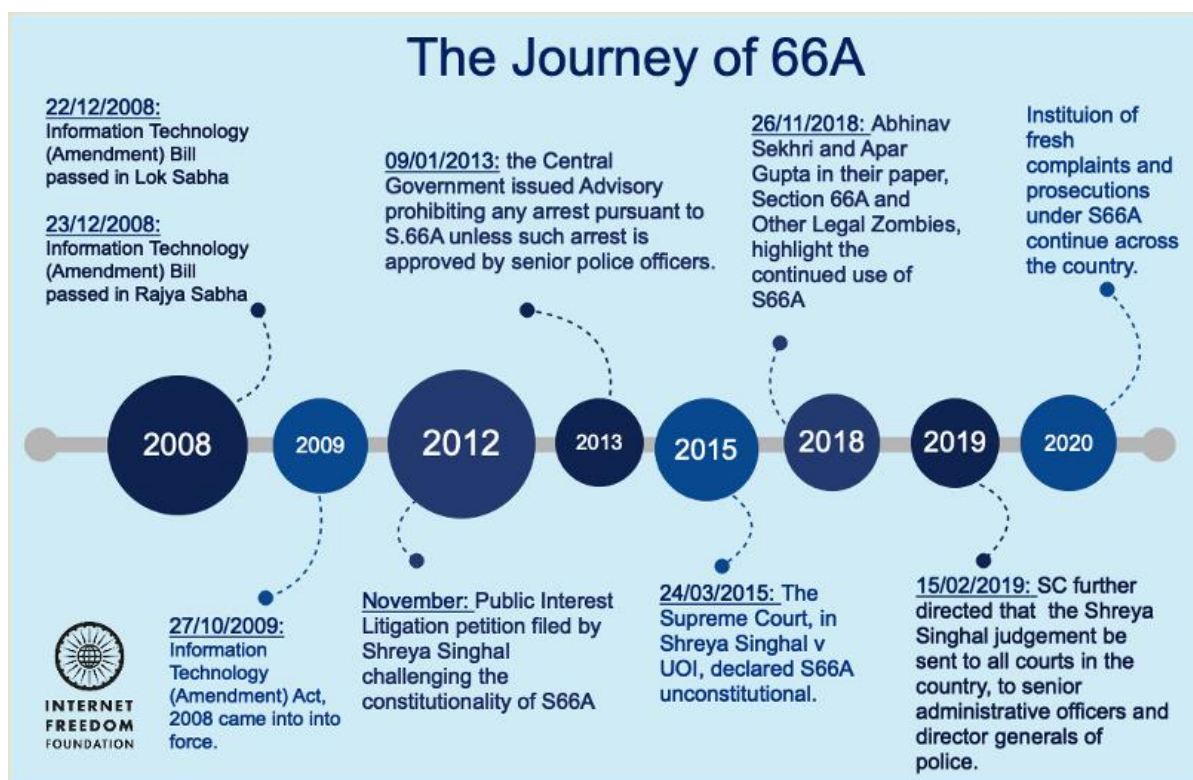 The Journey of 66A
22/12/2008:
Information Technology
(Amendment) Bill
passed in Lok Sabha
23/12/2008:
Information Technology
(Amendment) Bill
passed in Rajya Sabha
09/01/2013: the Central
Government issued Advisory
prohibiting any arrest pursuant to
S.66A unless such arrest is
approved by senior police officers.
26/11/2018: Abhinav
Sekhri and Apar
Gupta in their paper,
Section 66A and
Other Legal Zombies,
highlight the
continued use of
S66A
Instituion of
fresh
complaints and
prosecutions
under S66A
continue across
the country.
2008
2009
2012
2013
2015
2018
2019
2020
27/10/2009:
Information
Technology
(Amendment) Act,
2008 came into into
force.
November: Public Interest
Litigation petition filed by
Shreya Singhal
challenging the
constitutionality of S66A
24/03/2015: The
Supreme Court, in
Shreya Singhal v
UOI, declared S66A
unconstitutional.
15/02/2019: SC further
directed that the Shreya
Singhal judgement be
sent to all courts in the
country, to senior
administrative officers and
director generals of
police.
INTERNET
FREEDOM
FOUNDATION